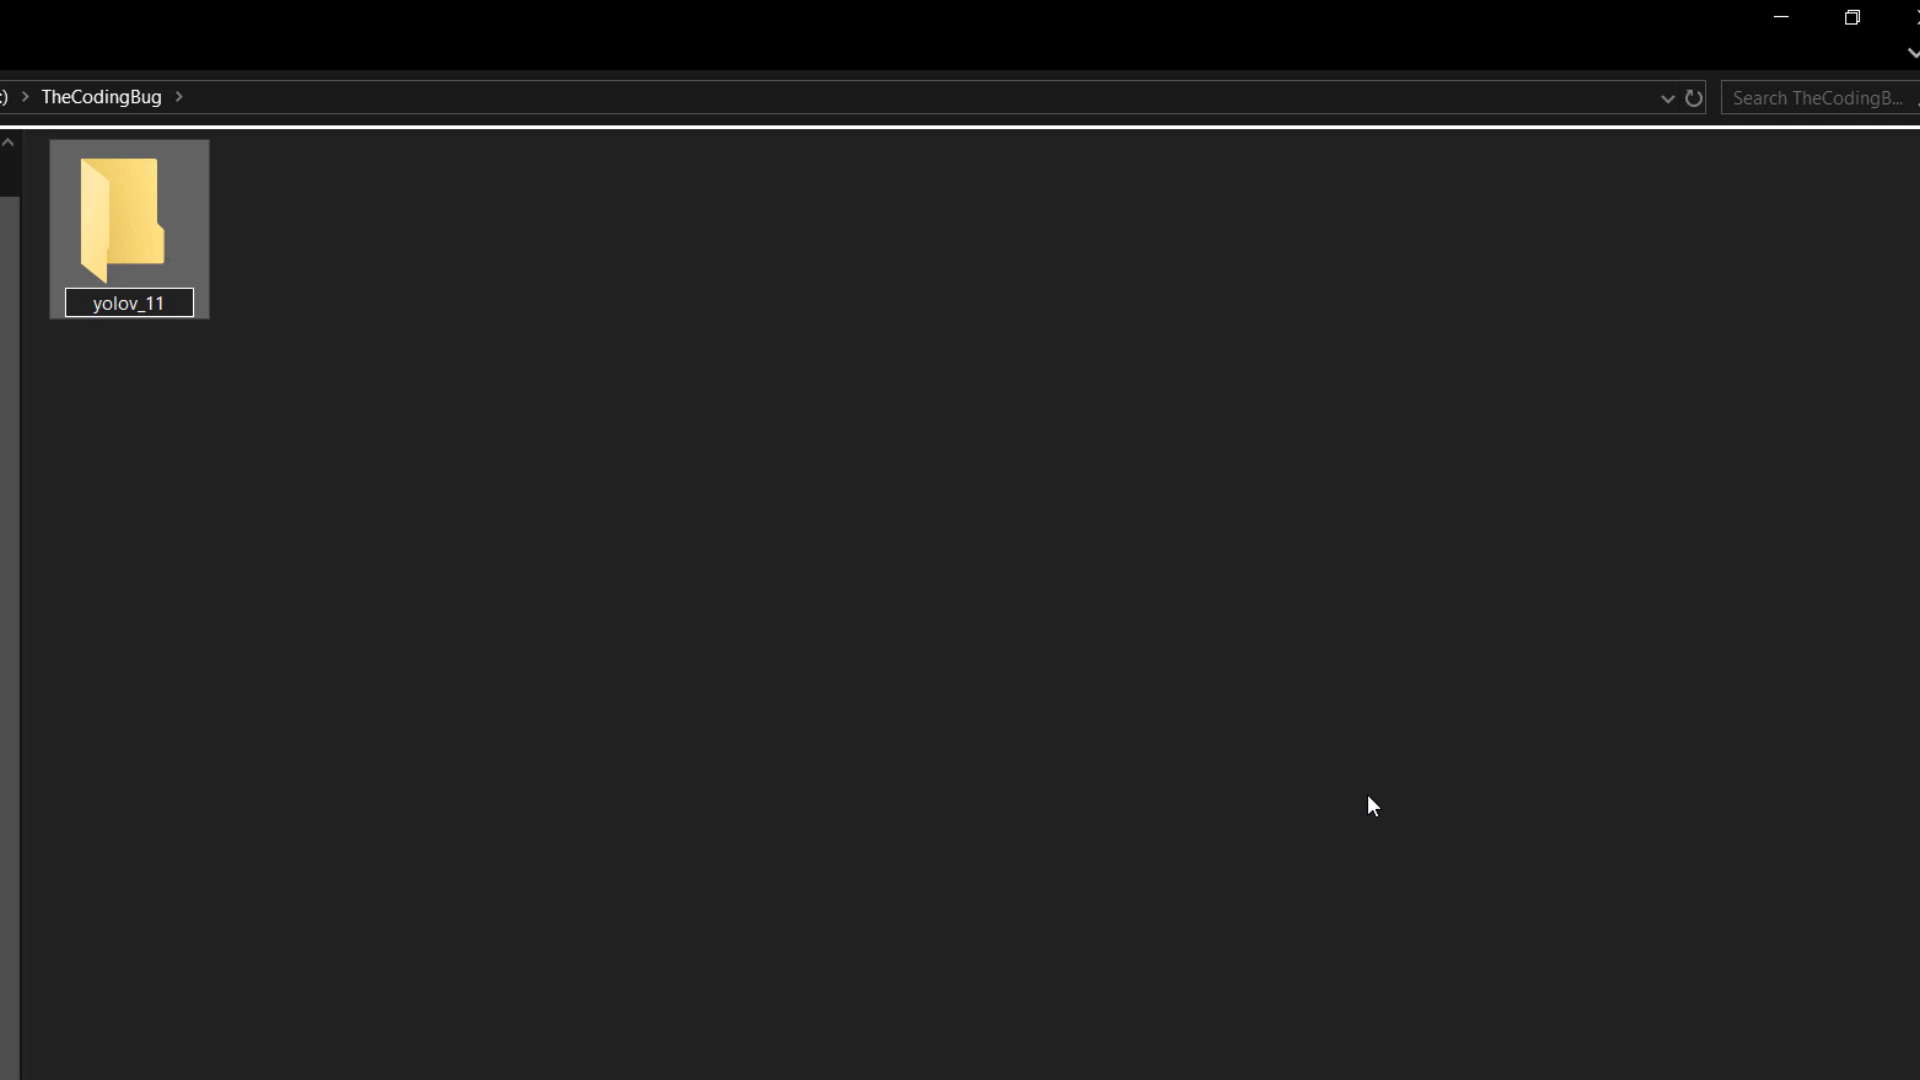 :) > TheCodingBug >
Search TheCodingB...
yolov_11